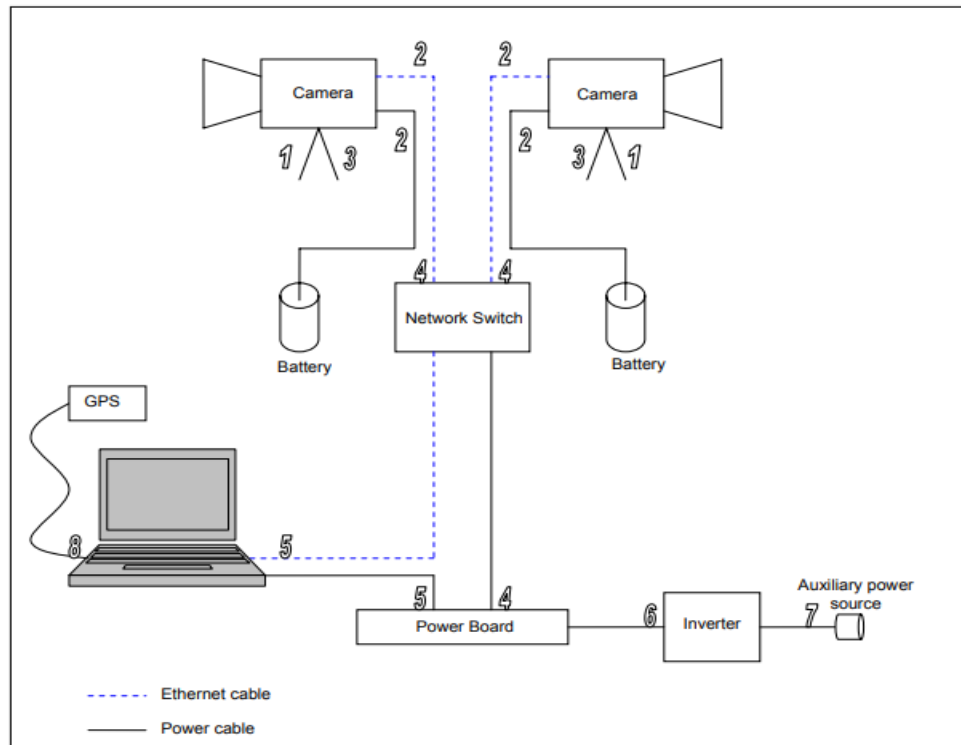 2 2
Camera Camera
2 2
1 3 3 1
4 4
Network Switch
Battery Battery
GPS
8 5
5 4
Power Board
6
Inverter
7
Auxiliary power
source
Ethernet cable
Power cable